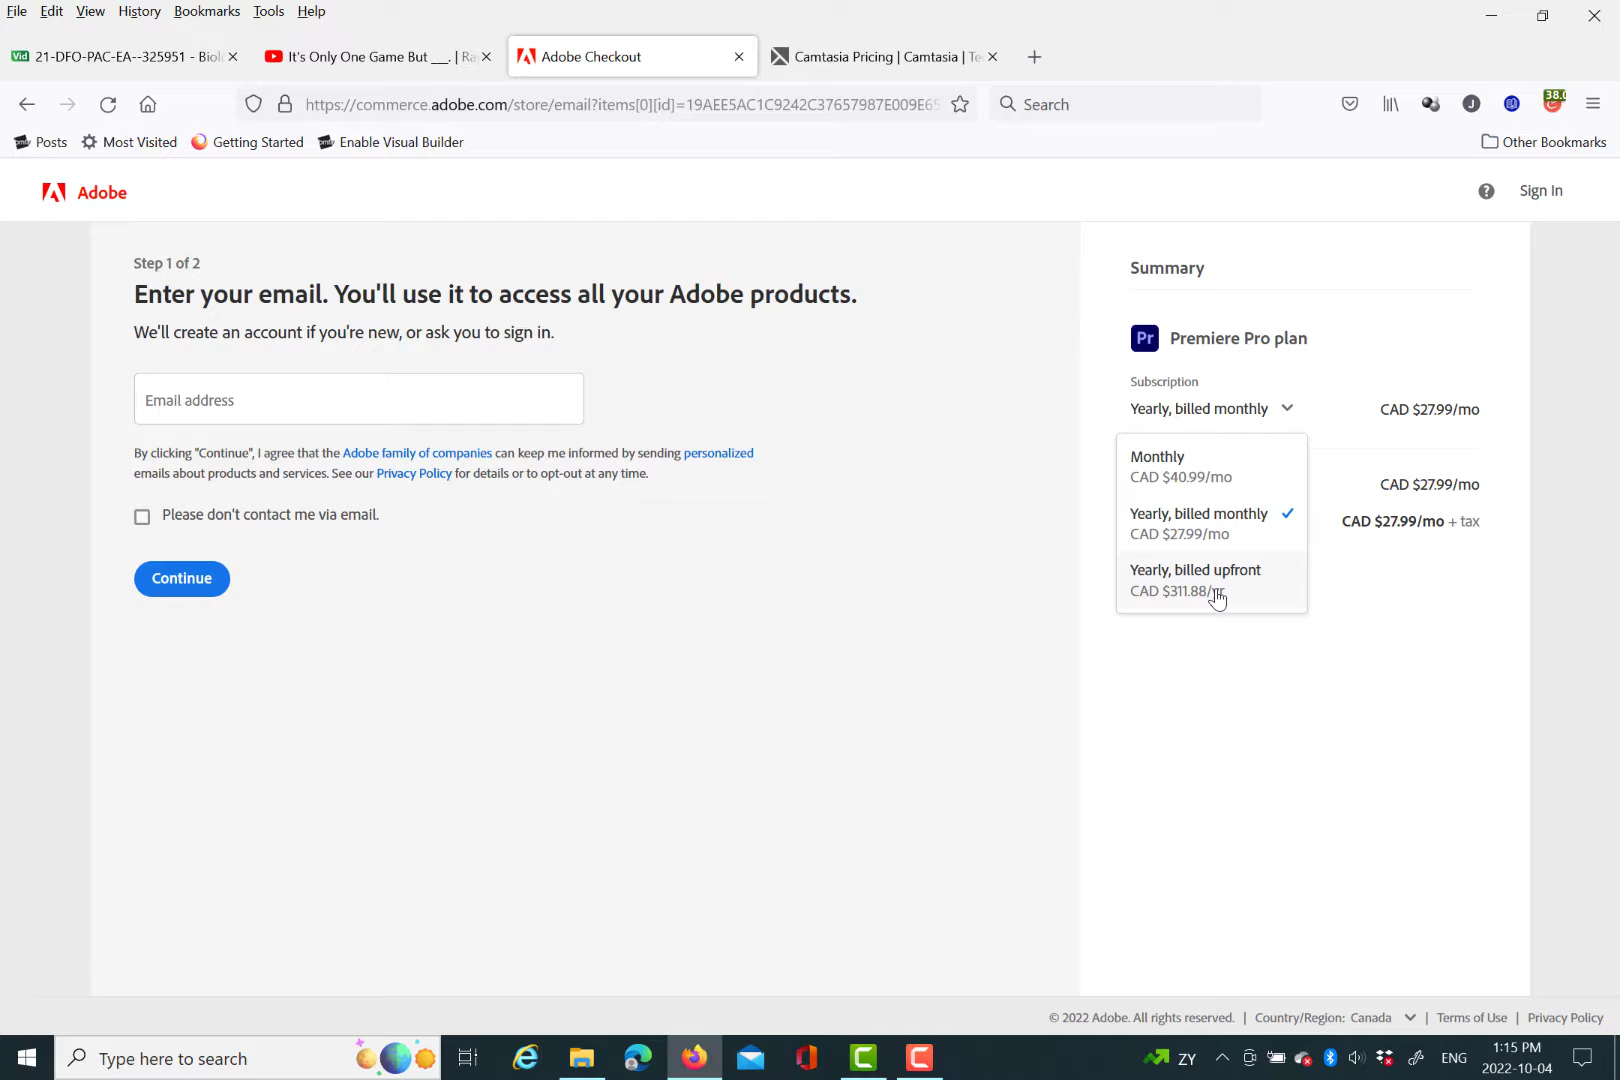 File Edit View History Bookmarks Tools Help
Vid 21-DFO-PAC-EA--325951 - Biol
It's Only One Game But ___. | Ra
Adobe Checkout
Camtasia Pricing | Camtasia | Te
https://commerce.adobe.com/store/email?items[0][id]=19AEE5AC1C9242C37657987E009E65
Search
J
38.0
Posts Most Visited Getting Started Enable Visual Builder Other Bookmarks
Adobe
? Sign In
Step 1 of 2
Enter your email. You'll use it to access all your Adobe products.
We'll create an account if you're new, or ask you to sign in.
Email address
By clicking "Continue", I agree that the Adobe family of companies can keep me informed by sending personalized
emails about products and services. See our Privacy Policy for details or to opt-out at any time.
Please don't contact me via email.
Continue
Summary
Pr Premiere Pro plan
Subscription
Yearly, billed monthly CAD $27.99/mo
Monthly
CAD $40.99/mo
Yearly, billed monthly
CAD $27.99/mo
Yearly, billed upfront
CAD $311.88/yr
CAD $27.99/mo
CAD $27.99/mo + tax
© 2022 Adobe. All rights reserved. | Country/Region: Canada | Terms of Use | Privacy Policy
Type here to search
ZY
ENG
1:15 PM
2022-10-04